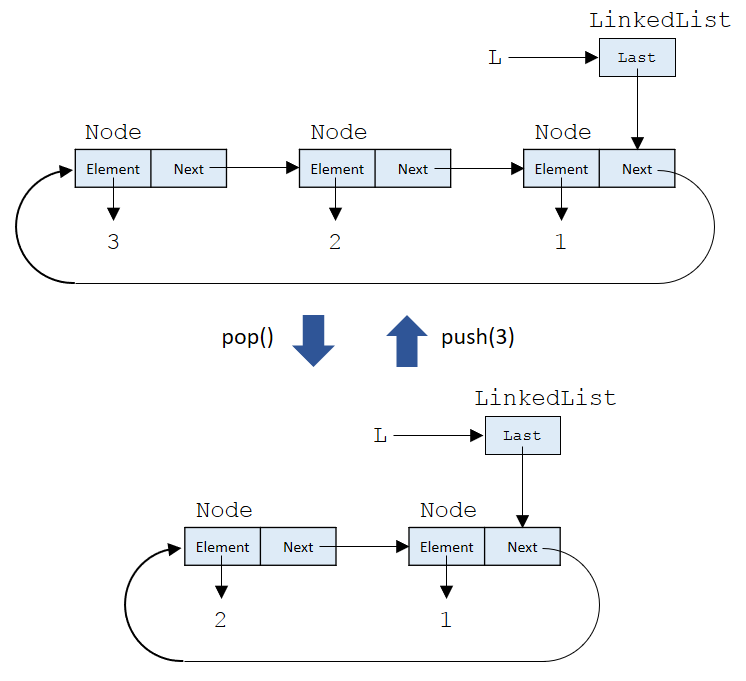 LinkedList
L
Last
Node
Node
Node
Element
Next
Element
Next
Element
Next
3
2
1
pop()
push(3)
LinkedList
L
Last
Node
Node
Element
Next
Element
Next
2
1